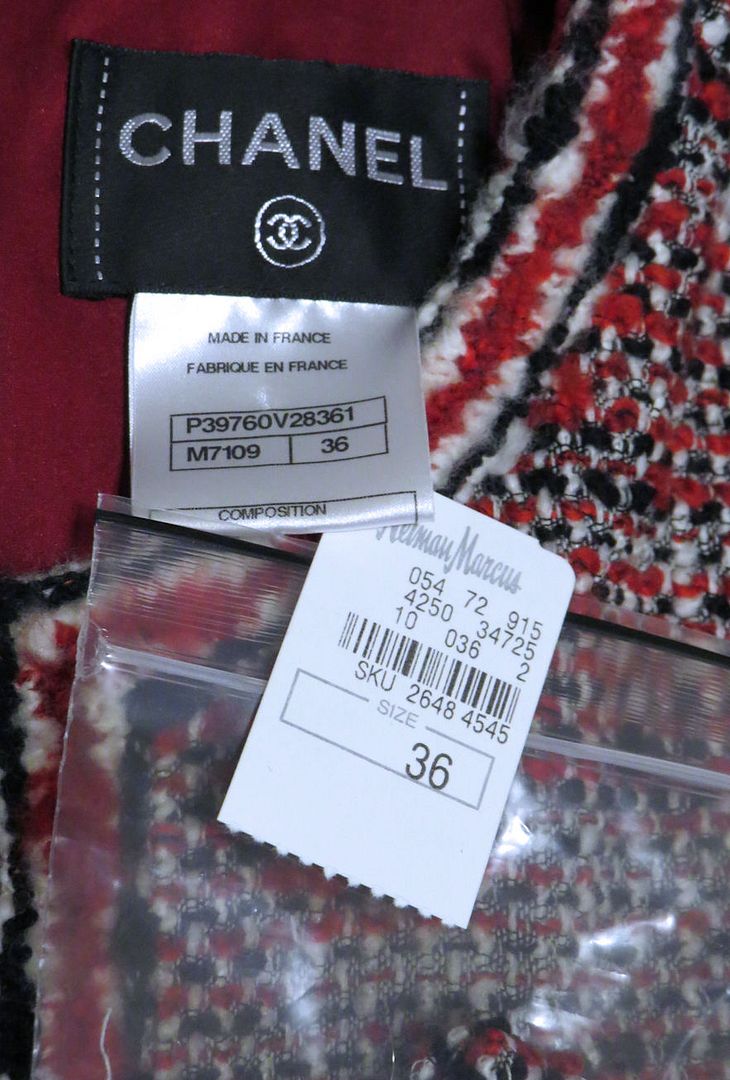 CHANEL
MADE IN FRANCE
FABRIQUE EN FRANCE
P39760V28361
M7109 36
COMPOSITION
Neiman Marcus
054 72 915
4250 34725
10 036 2
SKU 2648 4545
SIZE
36